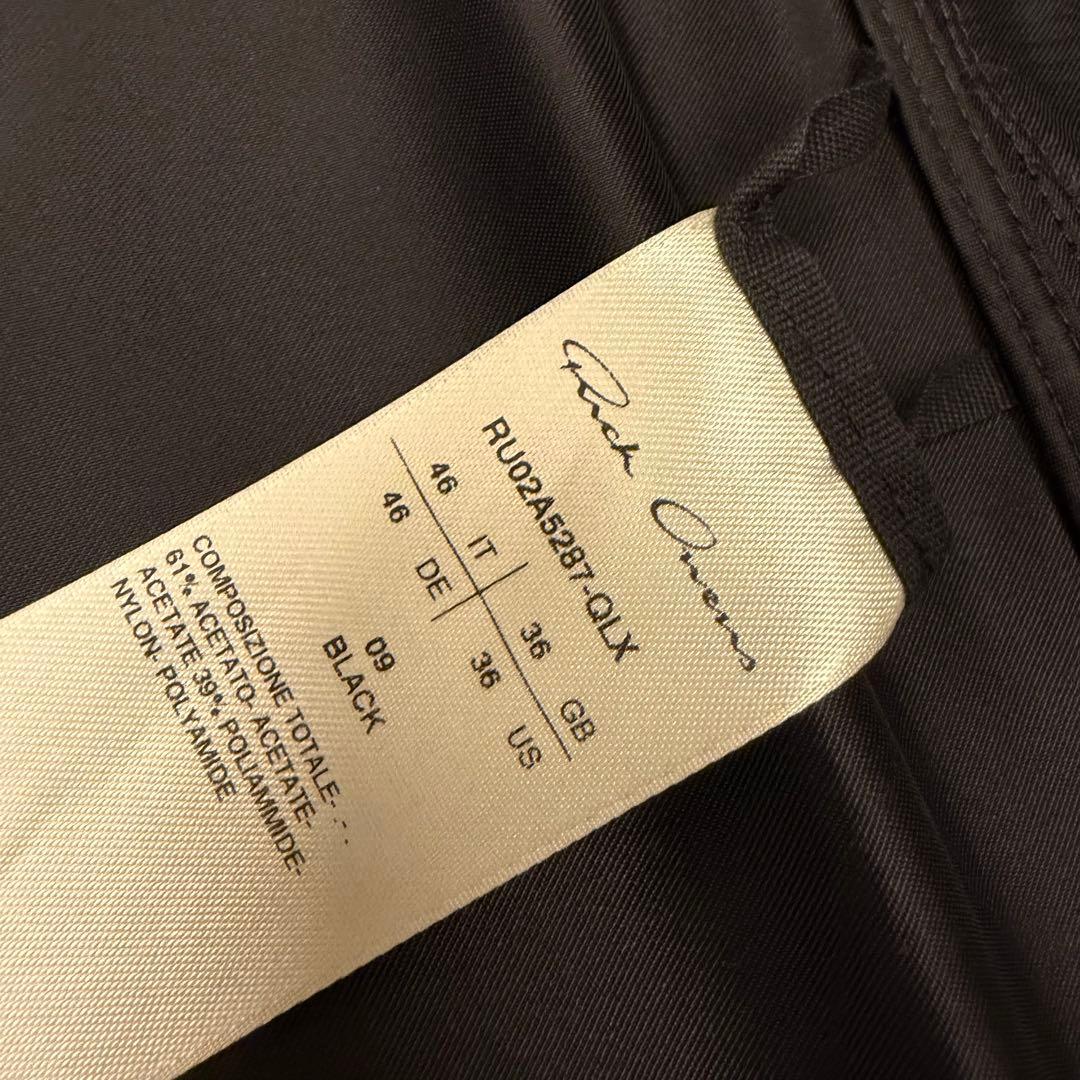 Rick Owens
RU02A5287-QLX
46 IT 36 GB
46 DE 36 US
09
BLACK
COMPOSIZIONE TOTALE- - -
61% ACETATO- ACETATE-
ACETATE 39% POLIAMMIDE-
NYLON- POLYAMIDE